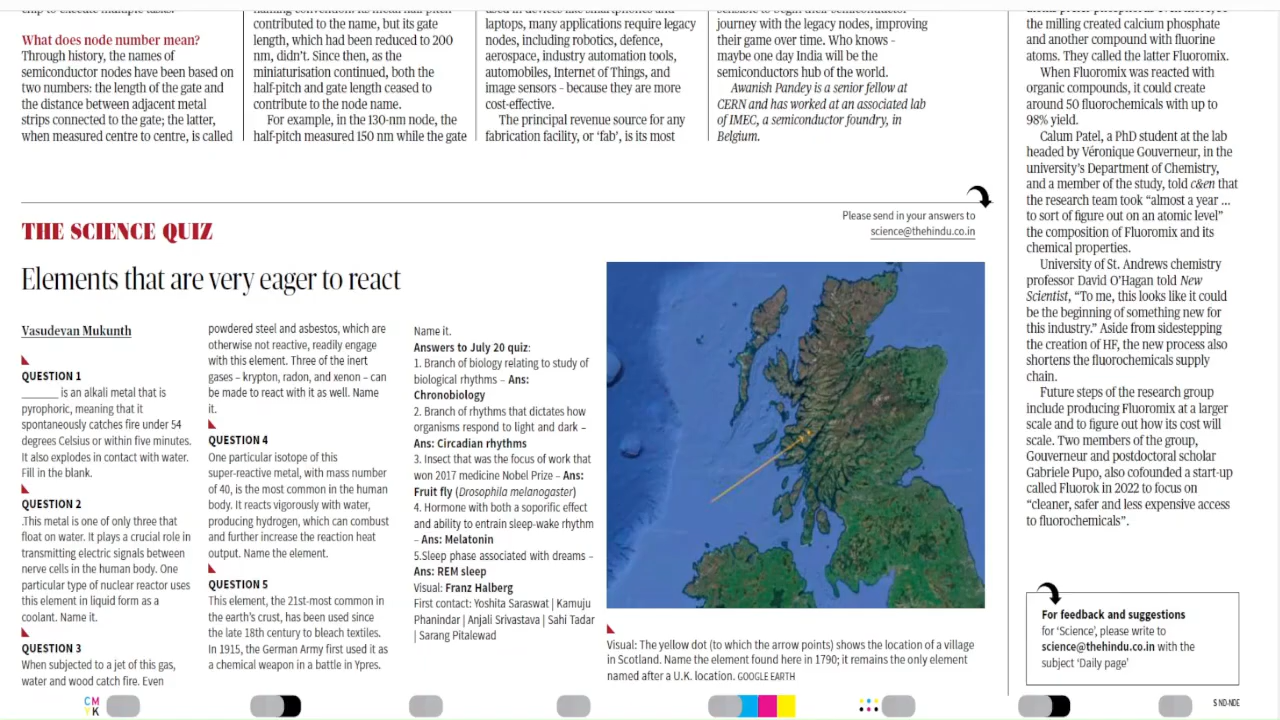 What does node number mean?
Through history, the names of
semiconductor nodes have been based on
two numbers: the length of the gate and
the distance between adjacent metal
strips connected to the gate; the latter,
when measured centre to centre, is called
contributed to the name, but its gate
length, which had been reduced to 200
nm, didn't. Since then, as the
miniaturisation continued, both the
half-pitch and gate length ceased to
contribute to the node name.
For example, in the 130-nm node, the
half-pitch measured 150 nm while the gate
laptops, many applications require legacy
nodes, including robotics, defence,
aerospace, industry automation tools,
automobiles, Internet of Things, and
image sensors - because they are more
cost-effective.
The principal revenue source for any
fabrication facility, or 'fab', is its most
journey with the legacy nodes, improving
their game over time. Who knows -
maybe one day India will be the
semiconductors hub of the world.
Awanish Pandey is a senior fellow at
CERN and has worked at an associated lab
of IMEC, a semiconductor foundry, in
Belgium.
the milling created calcium phosphate
and another compound with fluorine
atoms. They called the latter Fluoromix.
When Fluoromix was reacted with
organic compounds, it could create
around 50 fluorochemicals with up to
98% yield.
Calum Patel, a PhD student at the lab
headed by Véronique Gouverneur, in the
university's Department of Chemistry,
and a member of the study, told c&en that
the research team took "almost a year ...
to sort of figure out on an atomic level"
the composition of Fluoromix and its
chemical properties.
University of St. Andrews chemistry
professor David O'Hagan told New
Scientist, "To me, this looks like it could
be the beginning of something new for
this industry." Aside from sidestepping
the creation of HF, the new process also
shortens the fluorochemicals supply
chain.
Future steps of the research group
include producing Fluoromix at a larger
scale and to figure out how its cost will
scale. Two members of the group,
Gouverneur and postdoctoral scholar
Gabriele Pupo, also cofounded a start-up
called Fluorok in 2022 to focus on
"cleaner, safer and less expensive access
to fluorochemicals".
THE SCIENCE QUIZ
Please send in your answers to
science@thehindu.co.in
Elements that are very eager to react
Vasudevan Mukunth
QUESTION 1
______ is an alkali metal that is
pyrophoric, meaning that it
spontaneously catches fire under 54
degrees Celsius or within five minutes.
It also explodes in contact with water.
Fill in the blank.
QUESTION 2
.This metal is one of only three that
float on water. It plays a crucial role in
transmitting electric signals between
nerve cells in the human body. One
particular type of nuclear reactor uses
this element in liquid form as a
coolant. Name it.
QUESTION 3
When subjected to a jet of this gas,
water and wood catch fire. Even
powdered steel and asbestos, which are
otherwise not reactive, readily engage
with this element. Three of the inert
gases – krypton, radon, and xenon – can
be made to react with it as well. Name
it.
QUESTION 4
One particular isotope of this
super-reactive metal, with mass number
of 40, is the most common in the human
body. It reacts vigorously with water,
producing hydrogen, which can combust
and further increase the reaction heat
output. Name the element.
QUESTION 5
This element, the 21st-most common in
the earth's crust, has been used since
the late 18th century to bleach textiles.
In 1915, the German Army first used it as
a chemical weapon in a battle in Ypres.
Name it.
Answers to July 20 quiz:
1. Branch of biology relating to study of
biological rhythms – Ans:
Chronobiology
2. Branch of rhythms that dictates how
organisms respond to light and dark –
Ans: Circadian rhythms
3. Insect that was the focus of work that
won 2017 medicine Nobel Prize – Ans:
Fruit fly (Drosophila melanogaster)
4. Hormone with both a soporific effect
and ability to entrain sleep-wake rhythm
– Ans: Melatonin
5.Sleep phase associated with dreams –
Ans: REM sleep
Visual: Franz Halberg
First contact: Yoshita Saraswat | Kamuju
Phanindar | Anjali Srivastava | Sahi Tadar
| Sarang Pitalewad
Visual: The yellow dot (to which the arrow points) shows the location of a village
in Scotland. Name the element found here in 1790; it remains the only element
named after a U.K. location. GOOGLE EARTH
For feedback and suggestions
for 'Science', please write to
science@thehindu.co.in with the
subject 'Daily page'
CM
YK
S ND-NDE